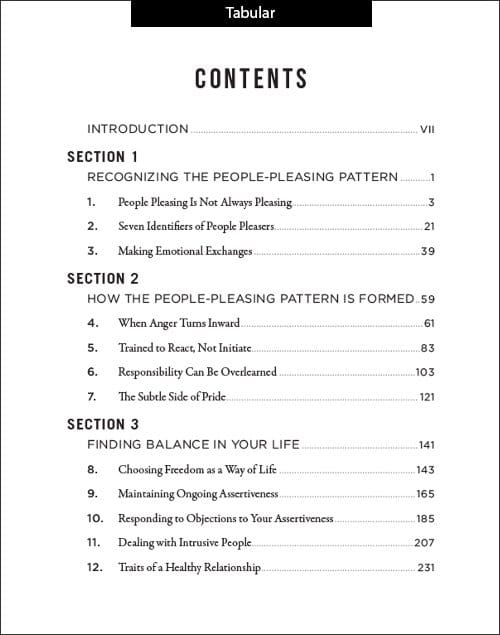 Tabular
CONTENTS
INTRODUCTION VII
SECTION 1
RECOGNIZING THE PEOPLE-PLEASING PATTERN 1
1. People Pleasing Is Not Always Pleasing 3
2. Seven Identifiers of People Pleasers 21
3. Making Emotional Exchanges 39
SECTION 2
HOW THE PEOPLE-PLEASING PATTERN IS FORMED 59
4. When Anger Turns Inward 61
5. Trained to React, Not Initiate 83
6. Responsibility Can Be Overlearned 103
7. The Subtle Side of Pride 121
SECTION 3
FINDING BALANCE IN YOUR LIFE 141
8. Choosing Freedom as a Way of Life 143
9. Maintaining Ongoing Assertiveness 165
10. Responding to Objections to Your Assertiveness 185
11. Dealing with Intrusive People 207
12. Traits of a Healthy Relationship 231